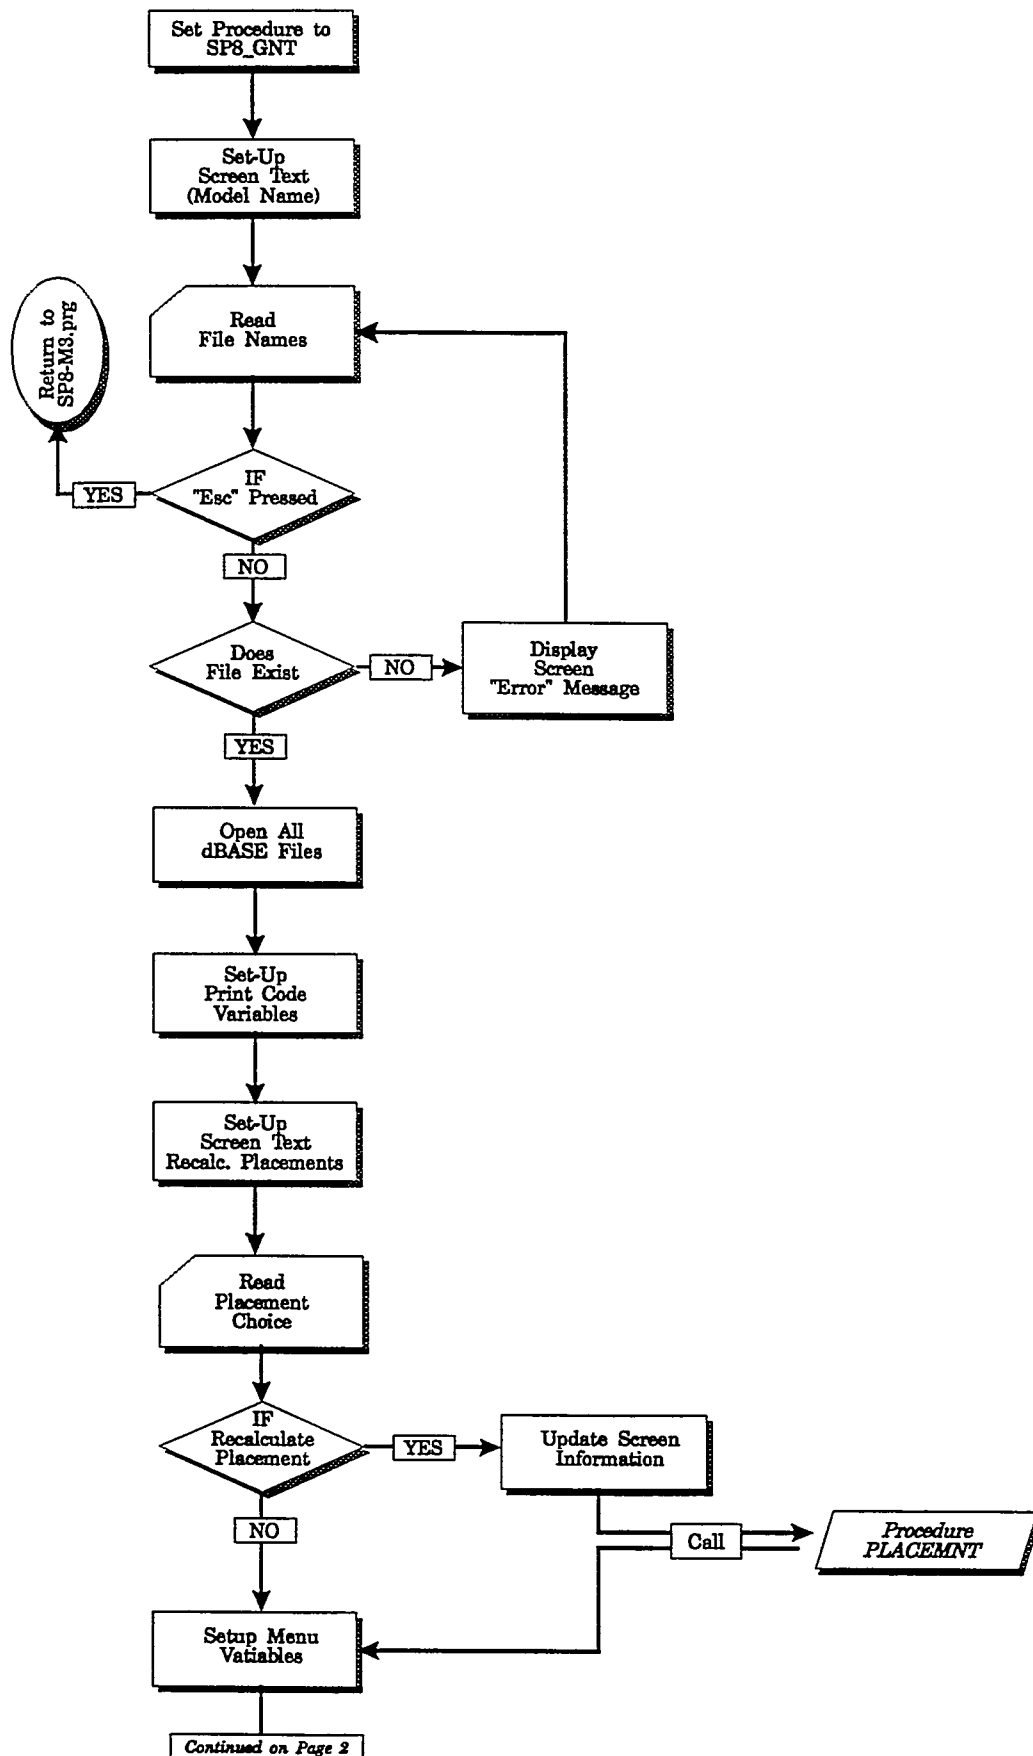 Set Procedure to
SP8_GNT
Set-Up
Screen Text
(Model Name)
Read
File Names
Return to
SP8-M3.prg
IF
"Esc" Pressed
YES
NO
Does
File Exist
NO
Display
Screen
"Error" Message
YES
Open All
dBASE Files
Set-Up
Print Code
Variables
Set-Up
Screen Text
Recalc. Placements
Read
Placement
Choice
IF
Recalculate
Placement
YES
Update Screen
Information
NO
Call
Procedure
PLACEMNT
Setup Menu
Vatiables
Continued on Page 2